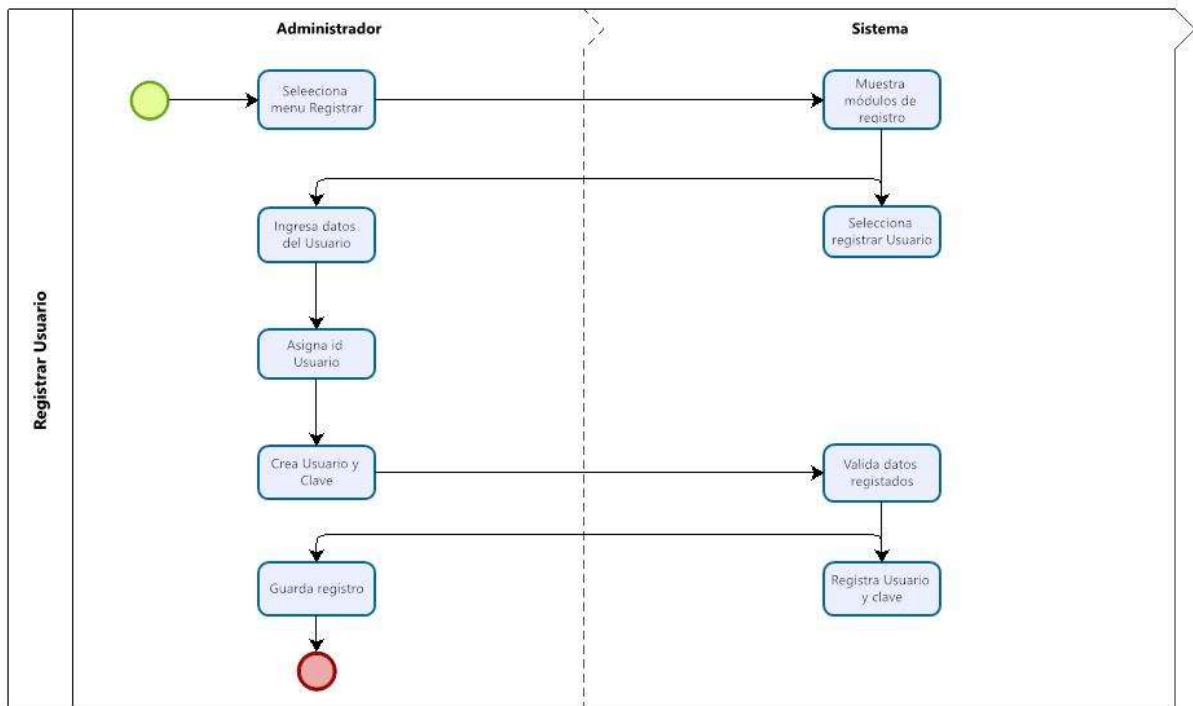 Administrador
Sistema
Registrar Usuario
Seleeciona
menu Registrar
Muestra
módulos de
registro
Ingresa datos
del Usuario
Selecciona
registrar Usuario
Asigna id
Usuario
Crea Usuario y
Clave
Valida datos
registados
Guarda registro
Registra Usuario
y clave